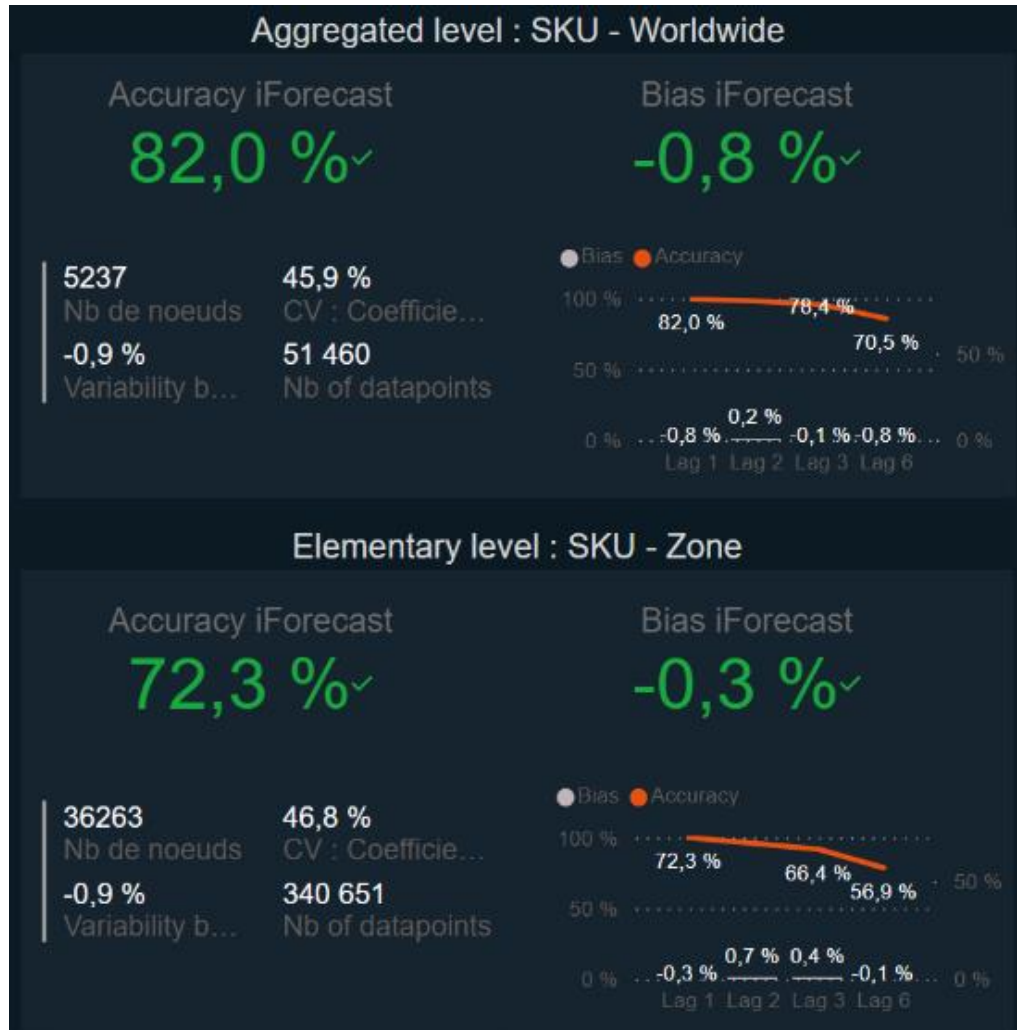 Aggregated level : SKU - Worldwide
Accuracy iForecast
82,0 %
Bias iForecast
-0,8 %
5237
Nb de noeuds
45,9 %
CV : Coefficie...
-0,9 %
Variability b...
51 460
Nb of datapoints
Bias Accuracy
100 %
82,0 %
78,4 %
70,5 %
50 %
50 %
0,2 %
0 %
-0,8 %
-0,1 %
-0,8 %
0 %
Lag 1 Lag 2 Lag 3 Lag 6
Elementary level : SKU - Zone
Accuracy iForecast
72,3 %
Bias iForecast
-0,3 %
36263
Nb de noeuds
46,8 %
CV : Coefficie...
-0,9 %
Variability b...
340 651
Nb of datapoints
Bias Accuracy
100 %
72,3 %
66,4 %
56,9 %
50 %
50 %
0,7 %
0,4 %
0 %
-0,3 %
-0,1 %
0 %
Lag 1 Lag 2 Lag 3 Lag 6